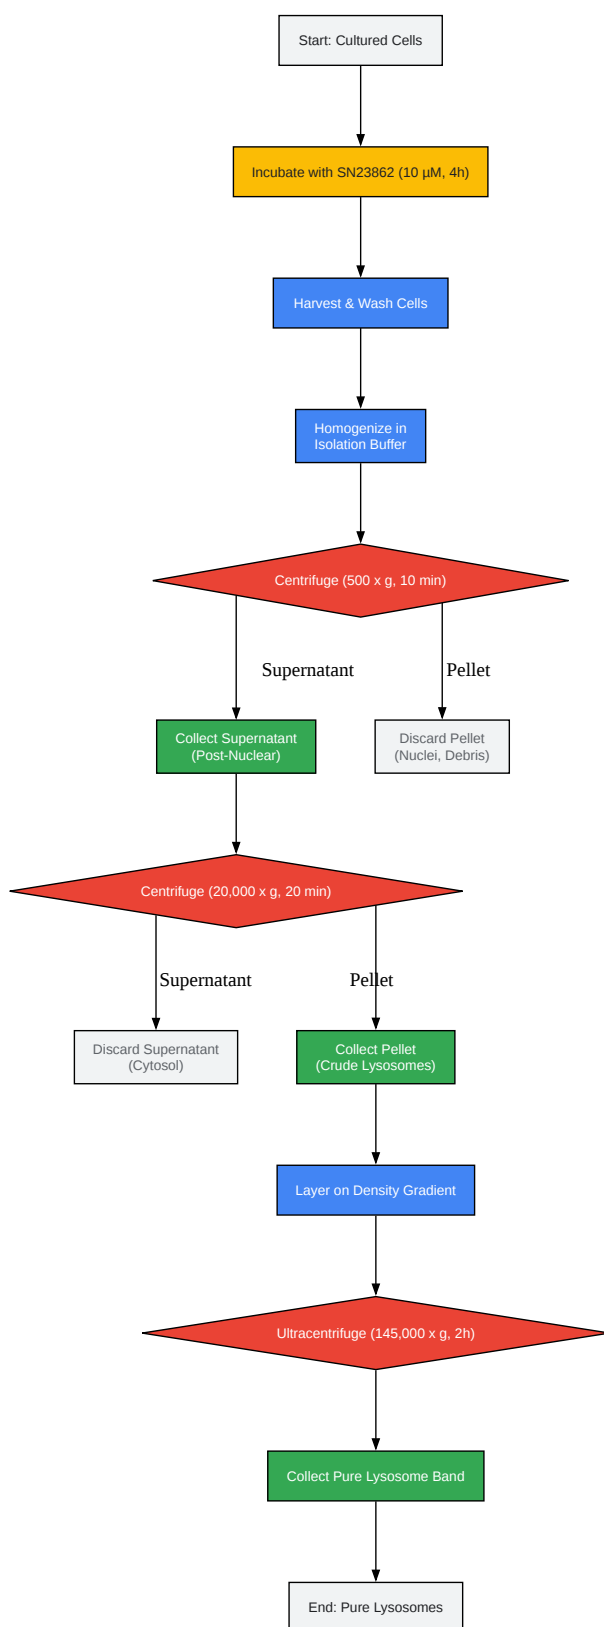 Start: Cultured Cells
Incubate with SN23862 (10 µM, 4h)
Harvest & Wash Cells
Homogenize in
Isolation Buffer
Centrifuge (500 x g, 10 min)
Supernatant
Pellet
Collect Supernatant
(Post-Nuclear)
Discard Pellet
(Nuclei, Debris)
Centrifuge (20,000 x g, 20 min)
Supernatant
Pellet
Discard Supernatant
(Cytosol)
Collect Pellet
(Crude Lysosomes)
Layer on Density Gradient
Ultracentrifuge (145,000 x g, 2h)
Collect Pure Lysosome Band
End: Pure Lysosomes